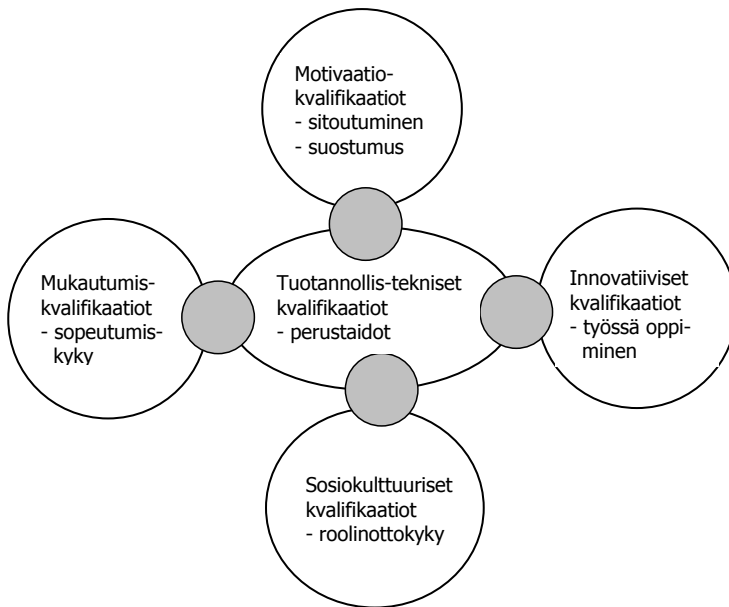 Motivaatio-
kvalifikaatiot
- sitoutuminen
- suostumus
Mukautumis-
kvalifikaatiot
- sopeutumis-
kyky
Tuotannollis-tekniset
kvalifikaatiot
- perustaidot
Innovatiiviset
kvalifikaatiot
- työssä oppi-
minen
Sosiokulttuuriset
kvalifikaatiot
- roolinottokyky